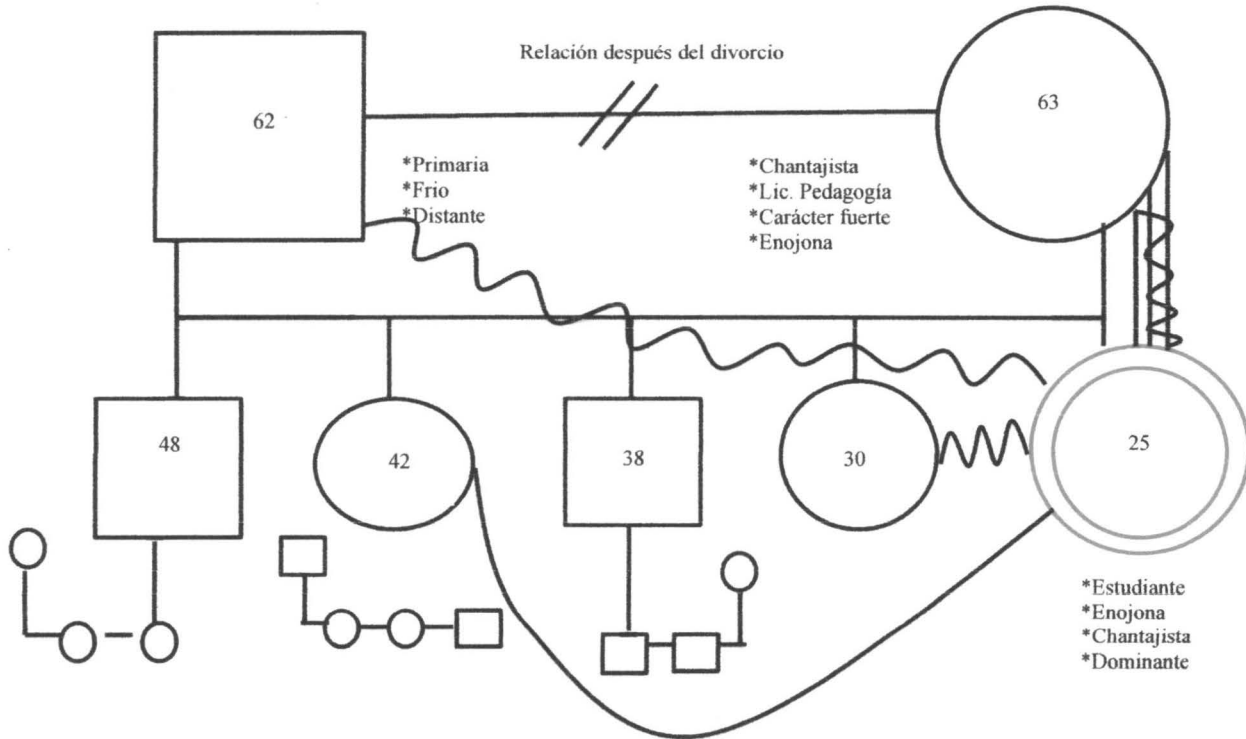 Relación después del divorcio
62
63
*Primaria
*Frio
*Distante
*Chantajista
*Lic. Pedagogía
*Carácter fuerte
*Enojona
48
42
38
30
25
*Estudiante
*Enojona
*Chantajista
*Dominante